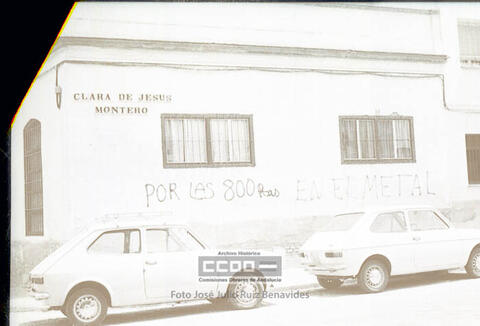 CLARA DE JESUS
MONTERO
POR LAS 800 Ptas EN EL METAL
Archivo Histórico
CCOO
Comisiones Obreras de Andalucía
Foto José Julio Ruiz Benavides